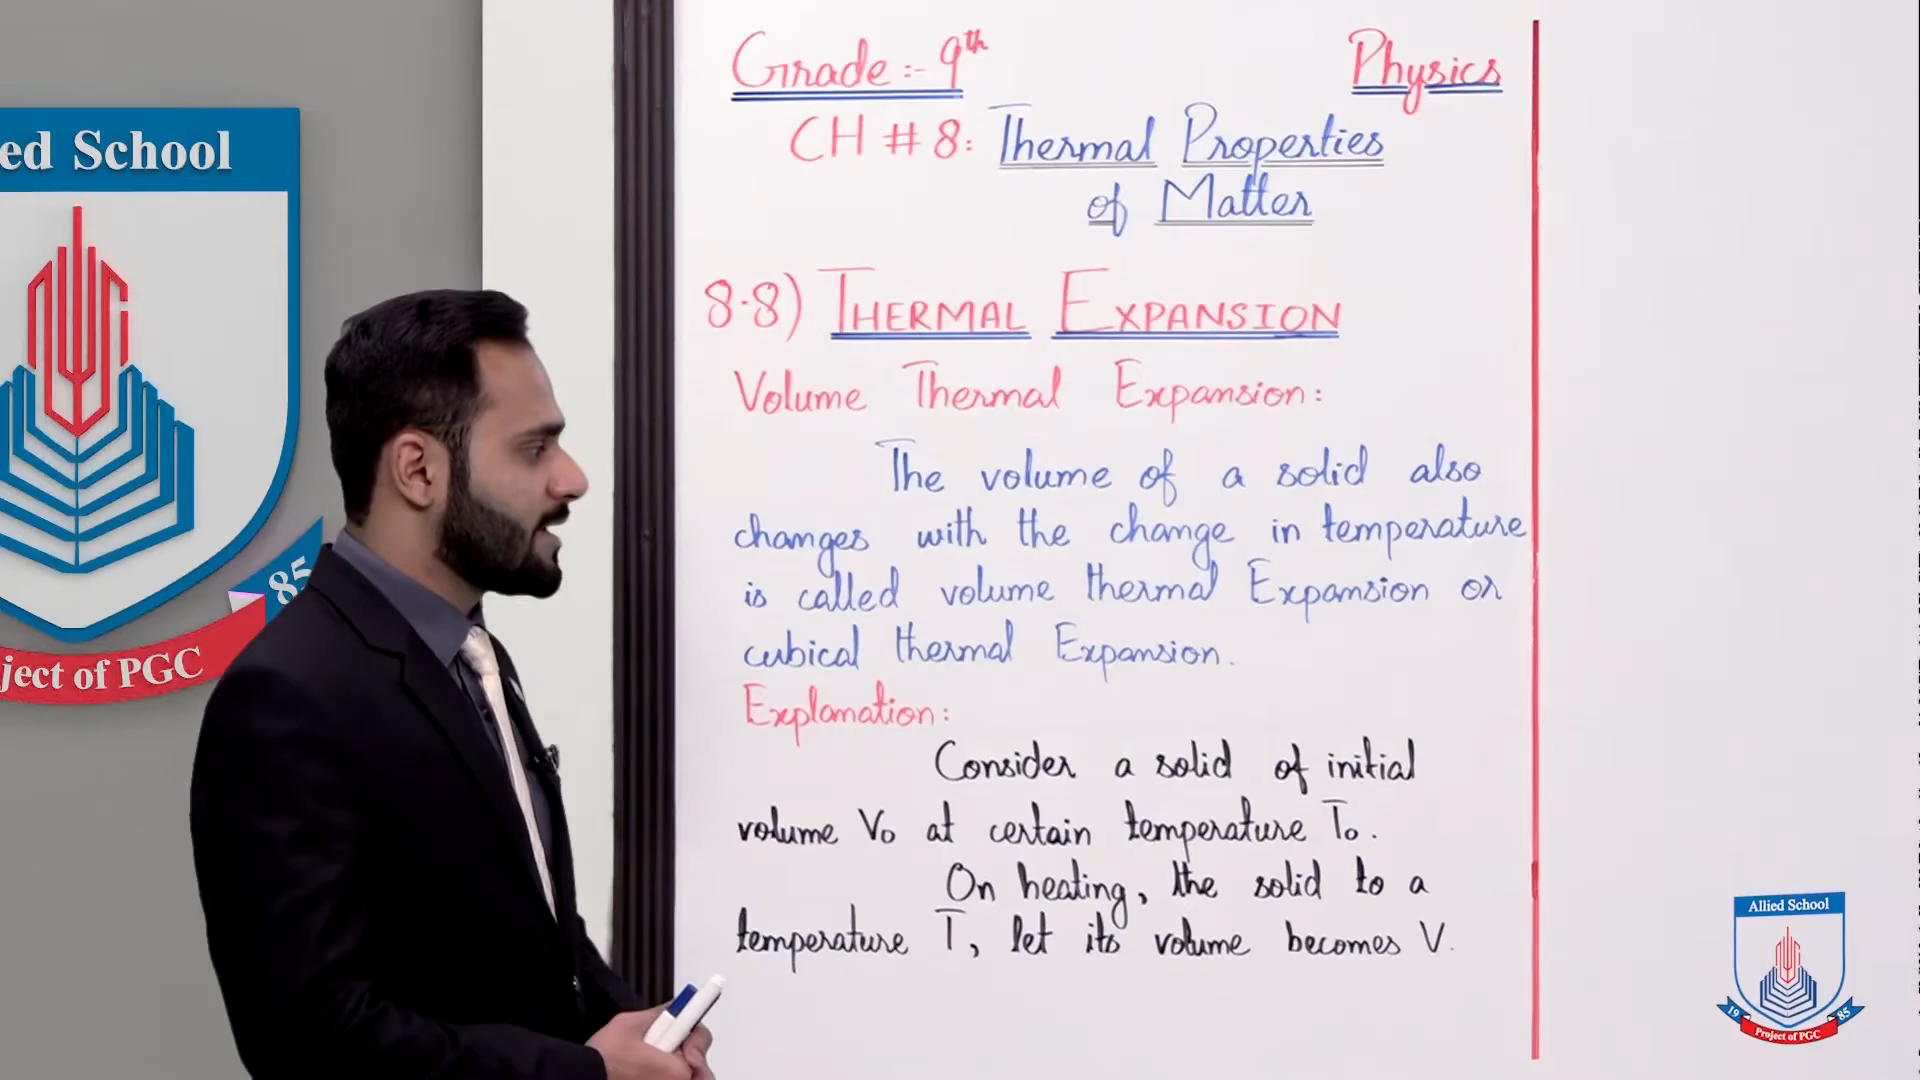 Grade :- 9th
Physics
CH # 8: Thermal Properties
of Matter
8.8) THERMAL EXPANSION
Volume Thermal Expansion:
The volume of a solid also
changes with the change in temperature
is called volume thermal Expansion or
cubical thermal Expansion.
Explanation:
Consider a solid of initial
volume V₀ at certain temperature T₀.
On heating, the solid to a
temperature T, let its volume becomes V.
ed School
85
ject of PGC
Allied School
19 85
Project of PGC